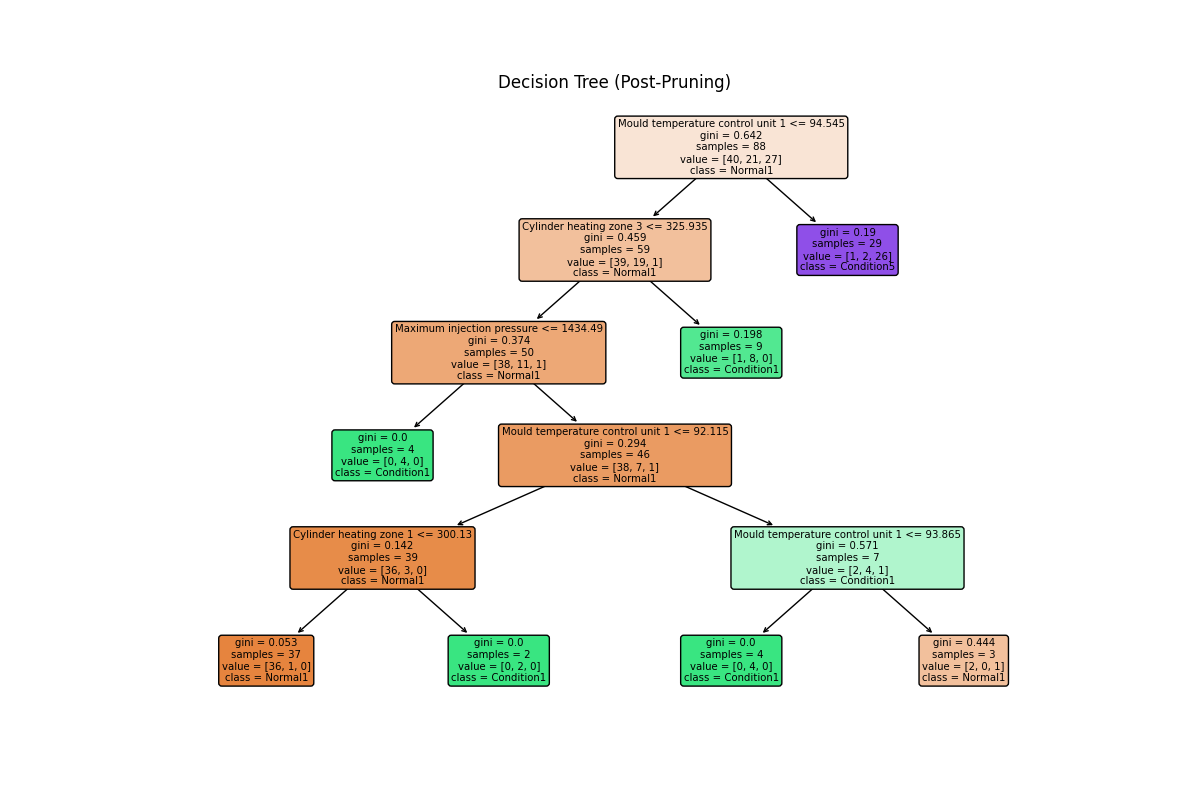 Decision Tree (Post-Pruning)
Mould temperature control unit 1 <= 94.545
gini = 0.642
samples = 88
value = [40, 21, 27]
class = Normal1
Cylinder heating zone 3 <= 325.935
gini = 0.459
samples = 59
value = [39, 19, 1]
class = Normal1
gini = 0.19
samples = 29
value = [1, 2, 26]
class = Condition5
Maximum injection pressure <= 1434.49
gini = 0.374
samples = 50
value = [38, 11, 1]
class = Normal1
gini = 0.198
samples = 9
value = [1, 8, 0]
class = Condition1
gini = 0.0
samples = 4
value = [0, 4, 0]
class = Condition1
Mould temperature control unit 1 <= 92.115
gini = 0.294
samples = 46
value = [38, 7, 1]
class = Normal1
Cylinder heating zone 1 <= 300.13
gini = 0.142
samples = 39
value = [36, 3, 0]
class = Normal1
Mould temperature control unit 1 <= 93.865
gini = 0.571
samples = 7
value = [2, 4, 1]
class = Condition1
gini = 0.053
samples = 37
value = [36, 1, 0]
class = Normal1
gini = 0.0
samples = 2
value = [0, 2, 0]
class = Condition1
gini = 0.0
samples = 4
value = [0, 4, 0]
class = Condition1
gini = 0.444
samples = 3
value = [2, 0, 1]
class = Normal1